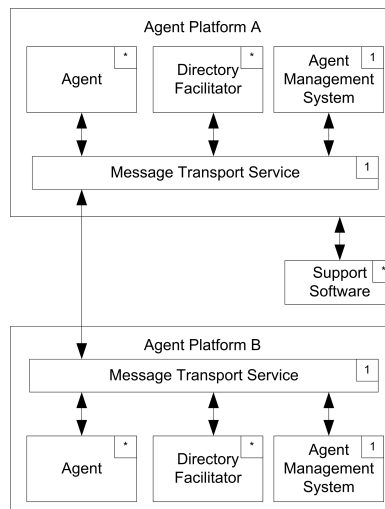 Agent Platform A
*
Agent
*
Directory
Facilitator
1
Agent
Management
System
Message Transport Service
1
*
Support
Software
Agent Platform B
Message Transport Service
1
*
Agent
*
Directory
Facilitator
1
Agent
Management
System